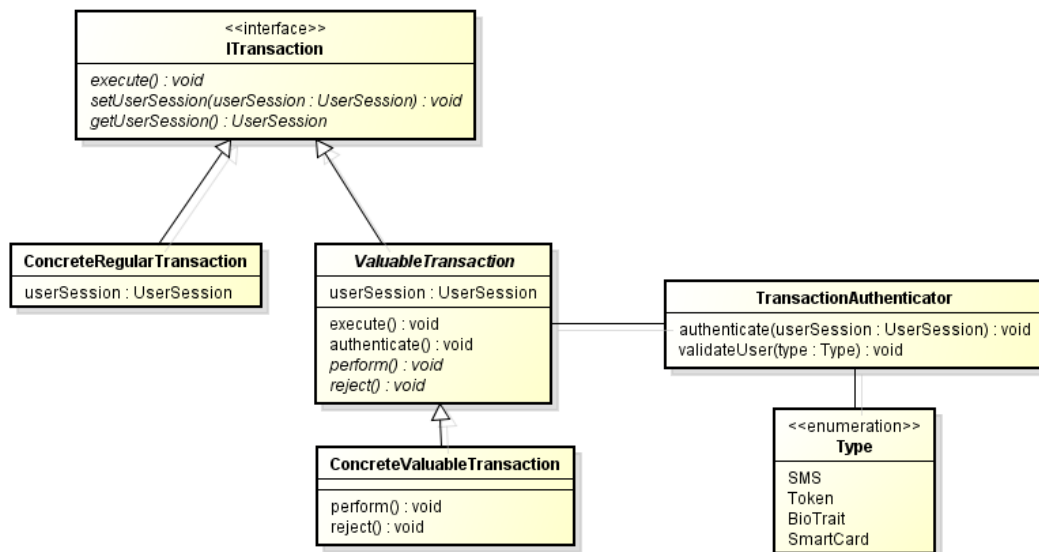 <<interface>>
ITransaction
execute() : void
setUserSession(userSession : UserSession) : void
getUserSession() : UserSession
ConcreteRegularTransaction
userSession : UserSession
ValuableTransaction
userSession : UserSession
execute() : void
authenticate() : void
perform() : void
reject() : void
TransactionAuthenticator
authenticate(userSession : UserSession) : void
validateUser(type : Type) : void
ConcreteValuableTransaction
perform() : void
reject() : void
<<enumeration>>
Type
SMS
Token
BioTrait
SmartCard